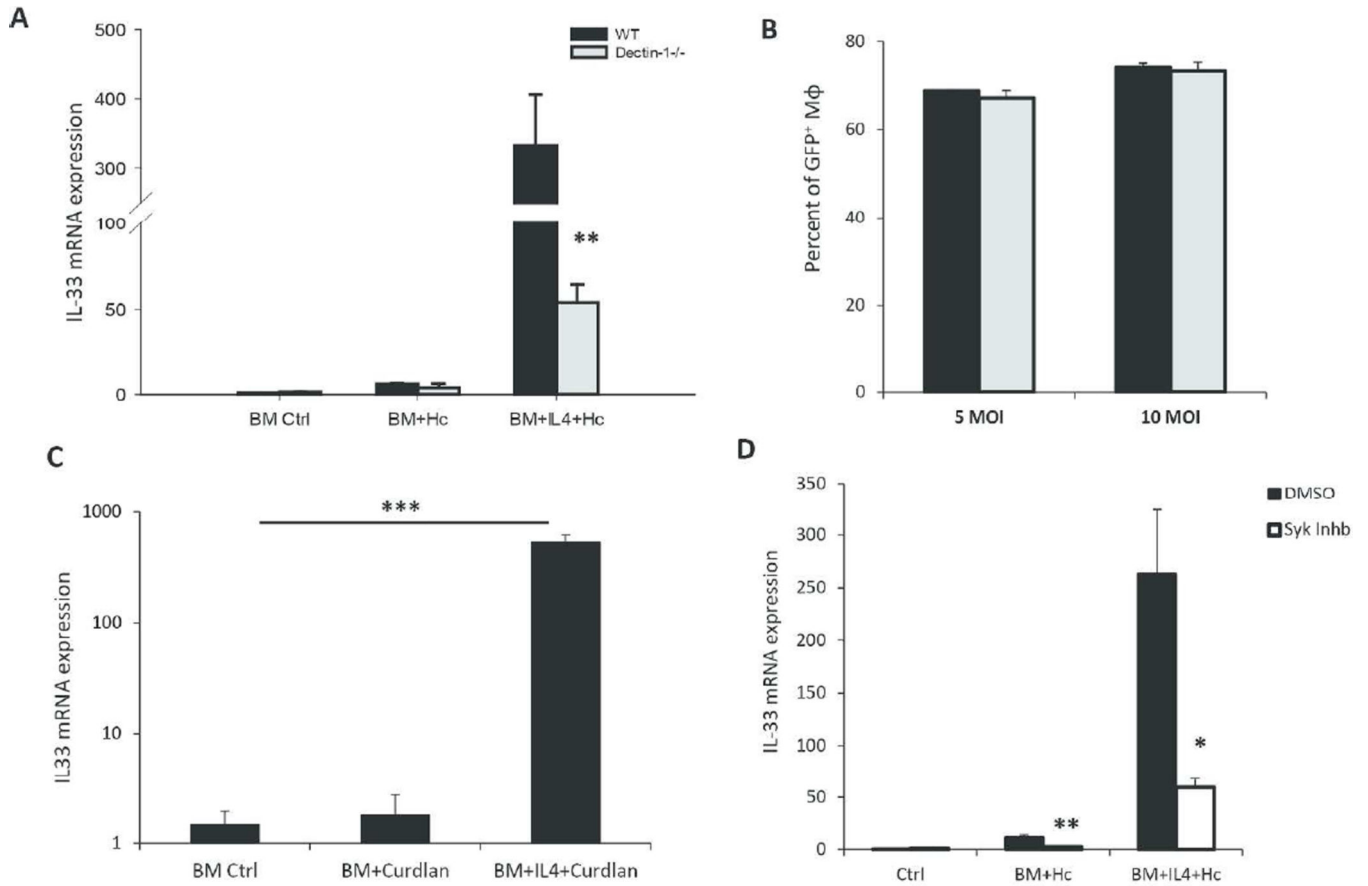 A
500
400
300
100
50
0
IL-33 mRNA expression
WT
Dectin-1-/-
**
BM Ctrl
BM+Hc
BM+IL4+Hc
B
80
60
40
20
0
Percent of GFP⁺ Mϕ
5 MOI
10 MOI
C
1000
100
10
1
IL33 mRNA expression
***
BM Ctrl
BM+Curdlan
BM+IL4+Curdlan
D
350
300
250
200
150
100
50
0
IL-33 mRNA expression
DMSO
Syk Inhb
**
*
Ctrl
BM+Hc
BM+IL4+Hc